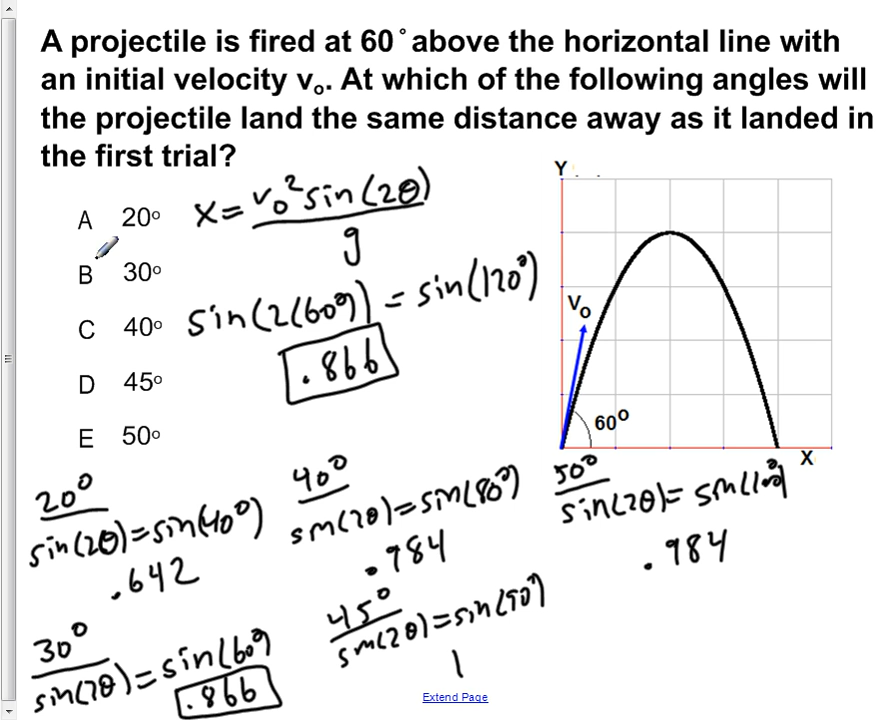 A projectile is fired at 60° above the horizontal line with
an initial velocity vₒ. At which of the following angles will
the projectile land the same distance away as it landed in
the first trial?
A 20°
B 30°
C 40°
D 45°
E 50°
x = v₀² sin(2θ) / g
sin(2(60°)) = sin(120°)
.866
Y
Vₒ
60°
X
20°
sin(2θ)=sin(40°)
.642
40°
sin(2θ)=sin(80°)
.984
50°
sin(2θ)= sin(100°)
.984
30°
sin(2θ)=sin(60°)
.866
45°
sin(2θ)=sin(90°)
1
Extend Page